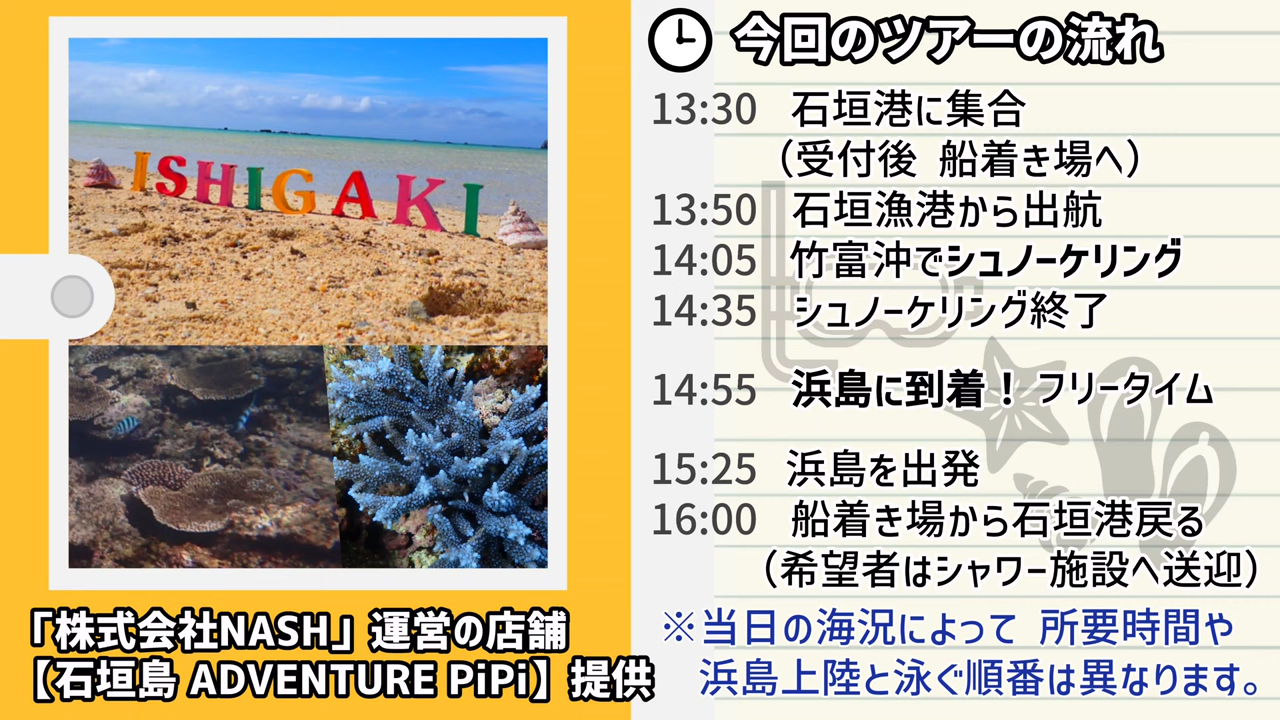 ISHIGAKI
「株式会社NASH」運営の店舗
【石垣島 ADVENTURE PiPi】提供
今回のツアーの流れ
13:30 石垣港に集合
（受付後 船着き場へ）
13:50 石垣漁港から出航
14:05 竹富沖でシュノーケリング
14:35 シュノーケリング終了
14:55 浜島に到着！フリータイム
15:25 浜島を出発
16:00 船着き場から石垣港戻る
（希望者はシャワー施設へ送迎）
※当日の海況によって 所要時間や
浜島上陸と泳ぐ順番は異なります。